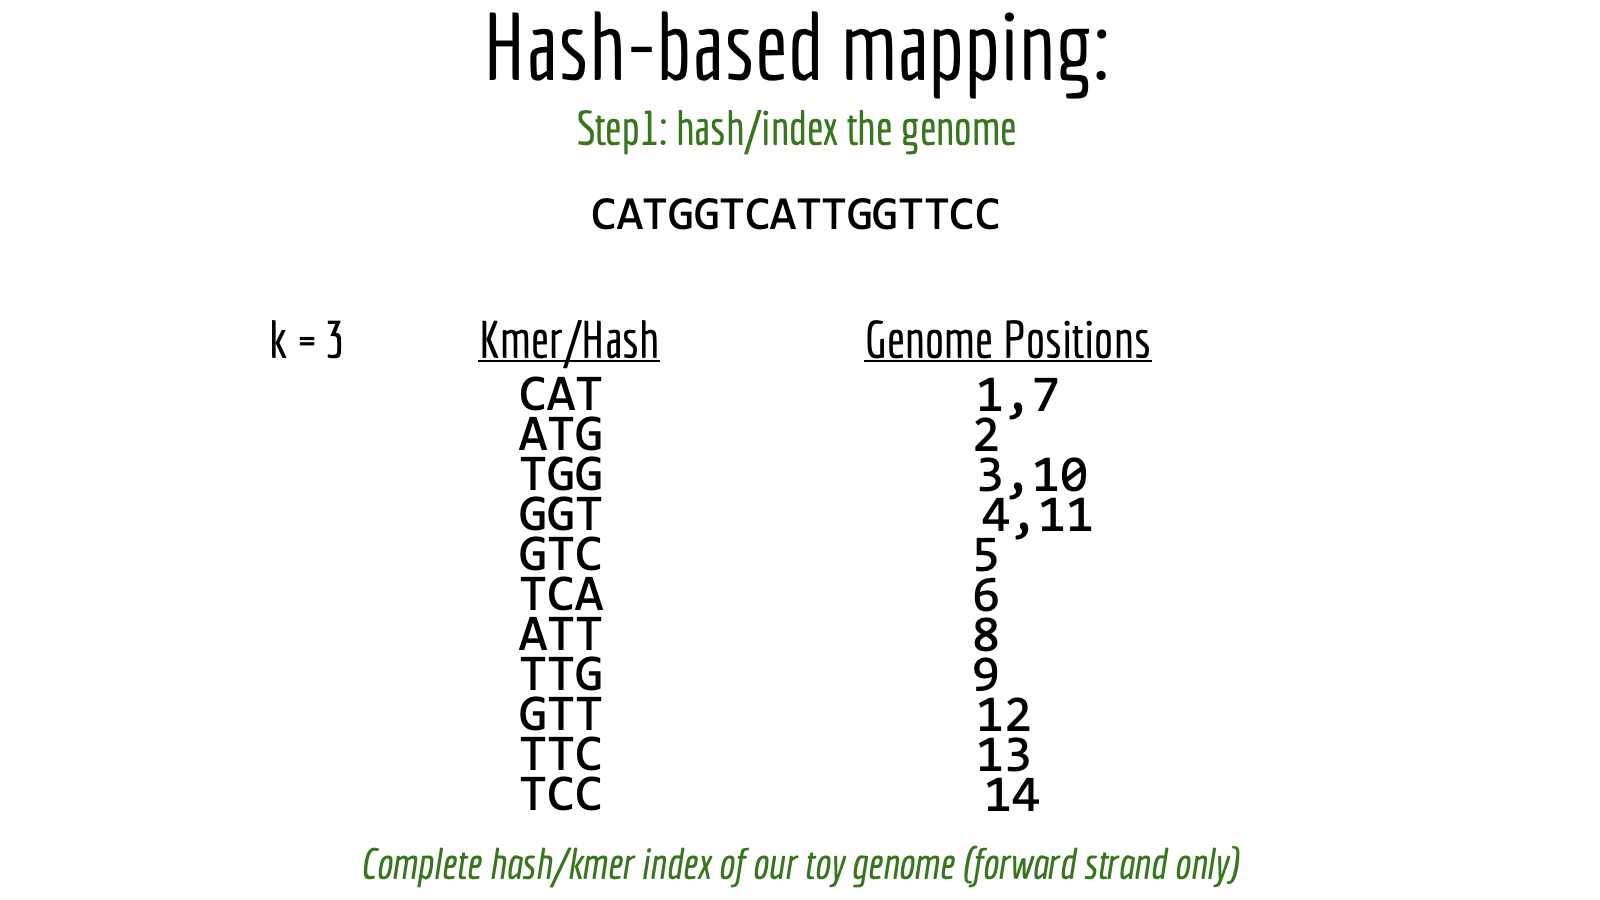 Hash-based mapping:
Step1: hash/index the genome
CATGGTCATTGGTTCC
k = 3 Kmer/Hash Genome Positions
CAT 1,7
ATG 2
TGG 3,10
GGT 4,11
GTC 5
TCA 6
ATT 8
TTG 9
GTT 12
TTC 13
TCC 14
Complete hash/kmer index of our toy genome (forward strand only)